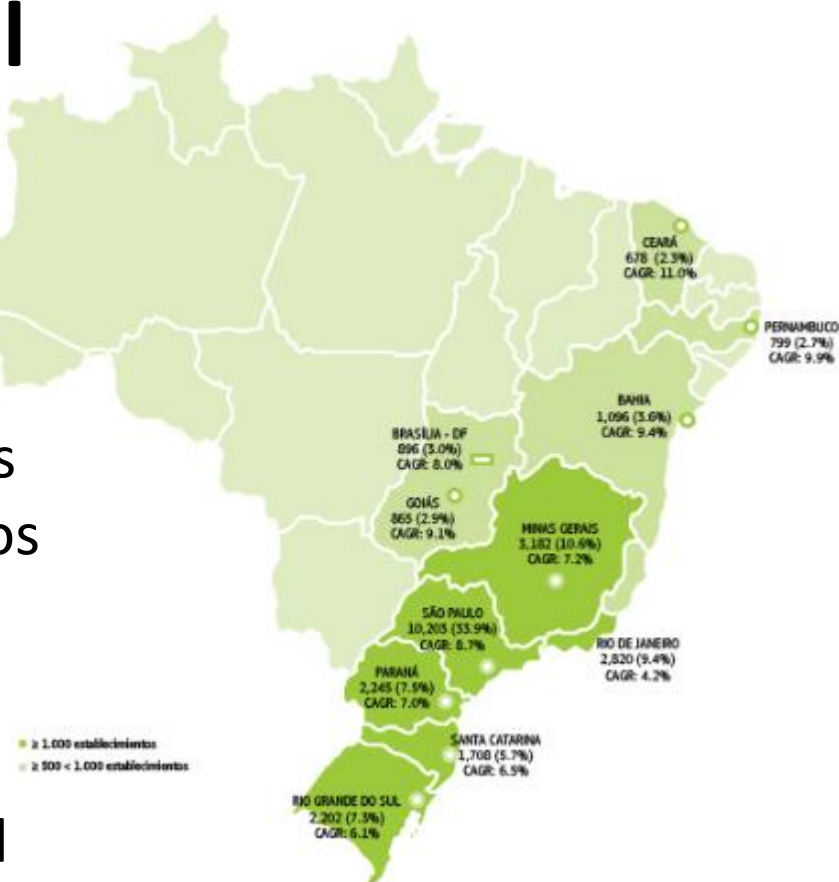 l
CEARÁ
678 (2.3%)
CAGR: 11.0%
PERNAMBUCO
799 (2.7%)
CAGR: 9.9%
BAHIA
1,096 (3.6%)
CAGR: 9.4%
BRASÍLIA - DF
896 (3.0%)
CAGR: 8.0%
s
os
GOIÁS
865 (2.9%)
CAGR: 9.1%
MINAS GERAIS
3,182 (10.6%)
CAGR: 7.2%
SÃO PAULO
10,203 (33.9%)
CAGR: 8.7%
RIO DE JANEIRO
2,820 (9.4%)
CAGR: 4.2%
PARANÁ
2,245 (7.5%)
CAGR: 7.0%
SANTA CATARINA
1,708 (5.7%)
CAGR: 6.5%
≥ 1.000 establecimientos
≥ 500 < 1.000 establecimientos
RIO GRANDE DO SUL
2.202 (7.3%)
CAGR: 6.1%